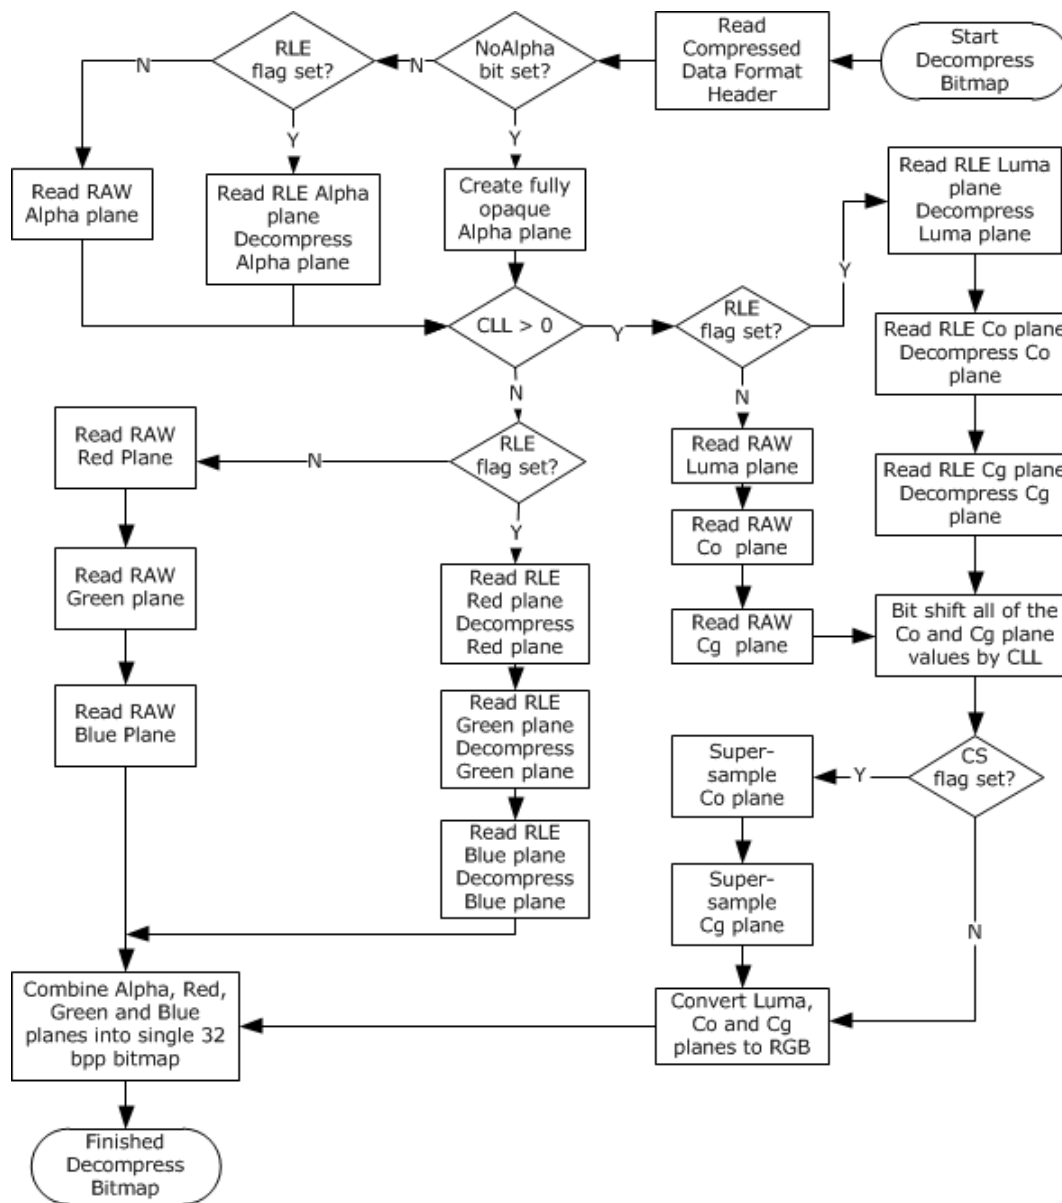 RLE
flag set?
N
Y
NoAlpha
bit set?
N
Y
Read
Compressed
Data Format
Header
Start
Decompress
Bitmap
Read RAW
Alpha plane
Read RLE Alpha
plane
Decompress
Alpha plane
Create fully
opaque
Alpha plane
Read RLE Luma
plane
Decompress
Luma plane
Y
CLL > 0
Y
N
RLE
flag set?
N
Read RLE Co plane
Decompress Co
plane
Read RAW
Red Plane
N
RLE
flag set?
Y
Read RAW
Luma plane
Read RLE Cg plane
Decompress Cg
plane
Read RAW
Co plane
Read RAW
Green plane
Read RLE
Red plane
Decompress
Red plane
Read RAW
Cg plane
Bit shift all of the
Co and Cg plane
values by CLL
Read RAW
Blue Plane
Read RLE
Green plane
Decompress
Green plane
Super-
sample
Co plane
Y
CS
flag set?
N
Read RLE
Blue plane
Decompress
Blue plane
Super-
sample
Cg plane
Combine Alpha, Red,
Green and Blue
planes into single 32
bpp bitmap
Convert Luma,
Co and Cg
planes to RGB
Finished
Decompress
Bitmap